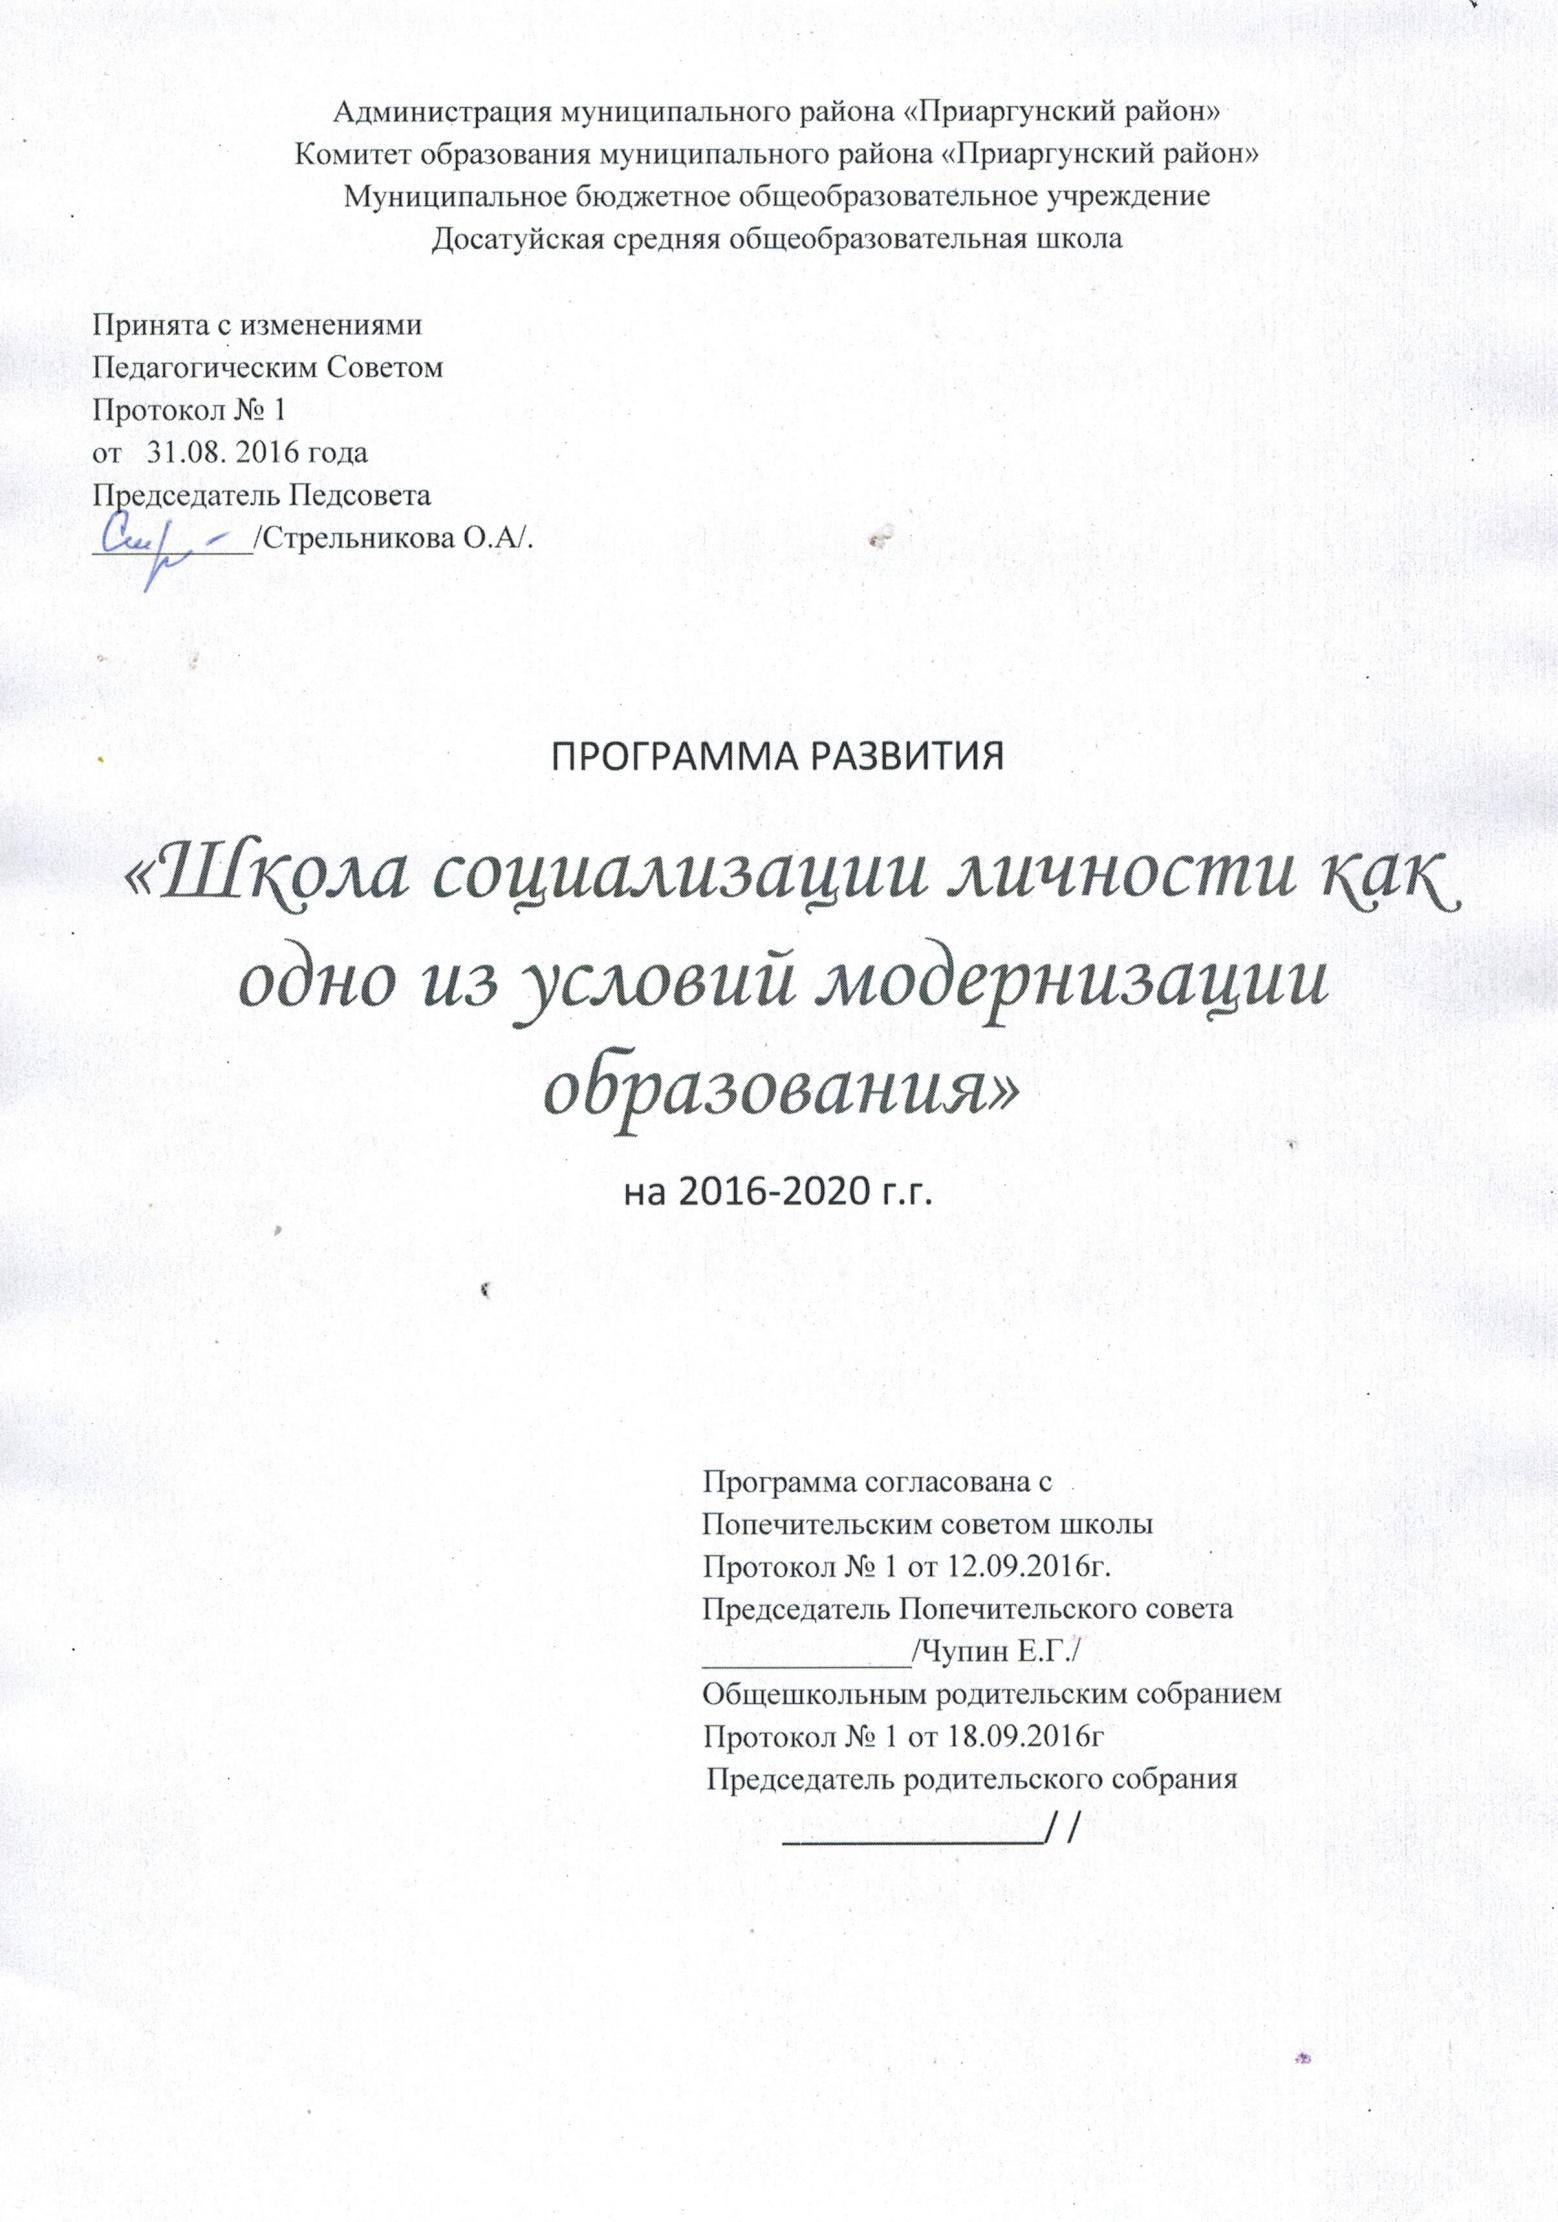 Администрация муниципального района «Приаргунский район»
Комитет образования муниципального района «Приаргунский район»
Муниципальное бюджетное общеобразовательное учреждение
Досатуйская средняя общеобразовательная школа
Принята с изменениями
Педагогическим Советом
Протокол № 1
от 31.08. 2016 года
Председатель Педсовета
__________/Стрельникова О.А/.
ПРОГРАММА РАЗВИТИЯ
«Школа социализации личности как
одно из условий модернизации
образования»
на 2016-2020 г.г.
Программа согласована с
Попечительским советом школы
Протокол № 1 от 12.09.2016г.
Председатель Попечительского совета
_____________/Чупин Е.Г./
Общешкольным родительским собранием
Протокол № 1 от 18.09.2016г
Председатель родительского собрания
____________/ /